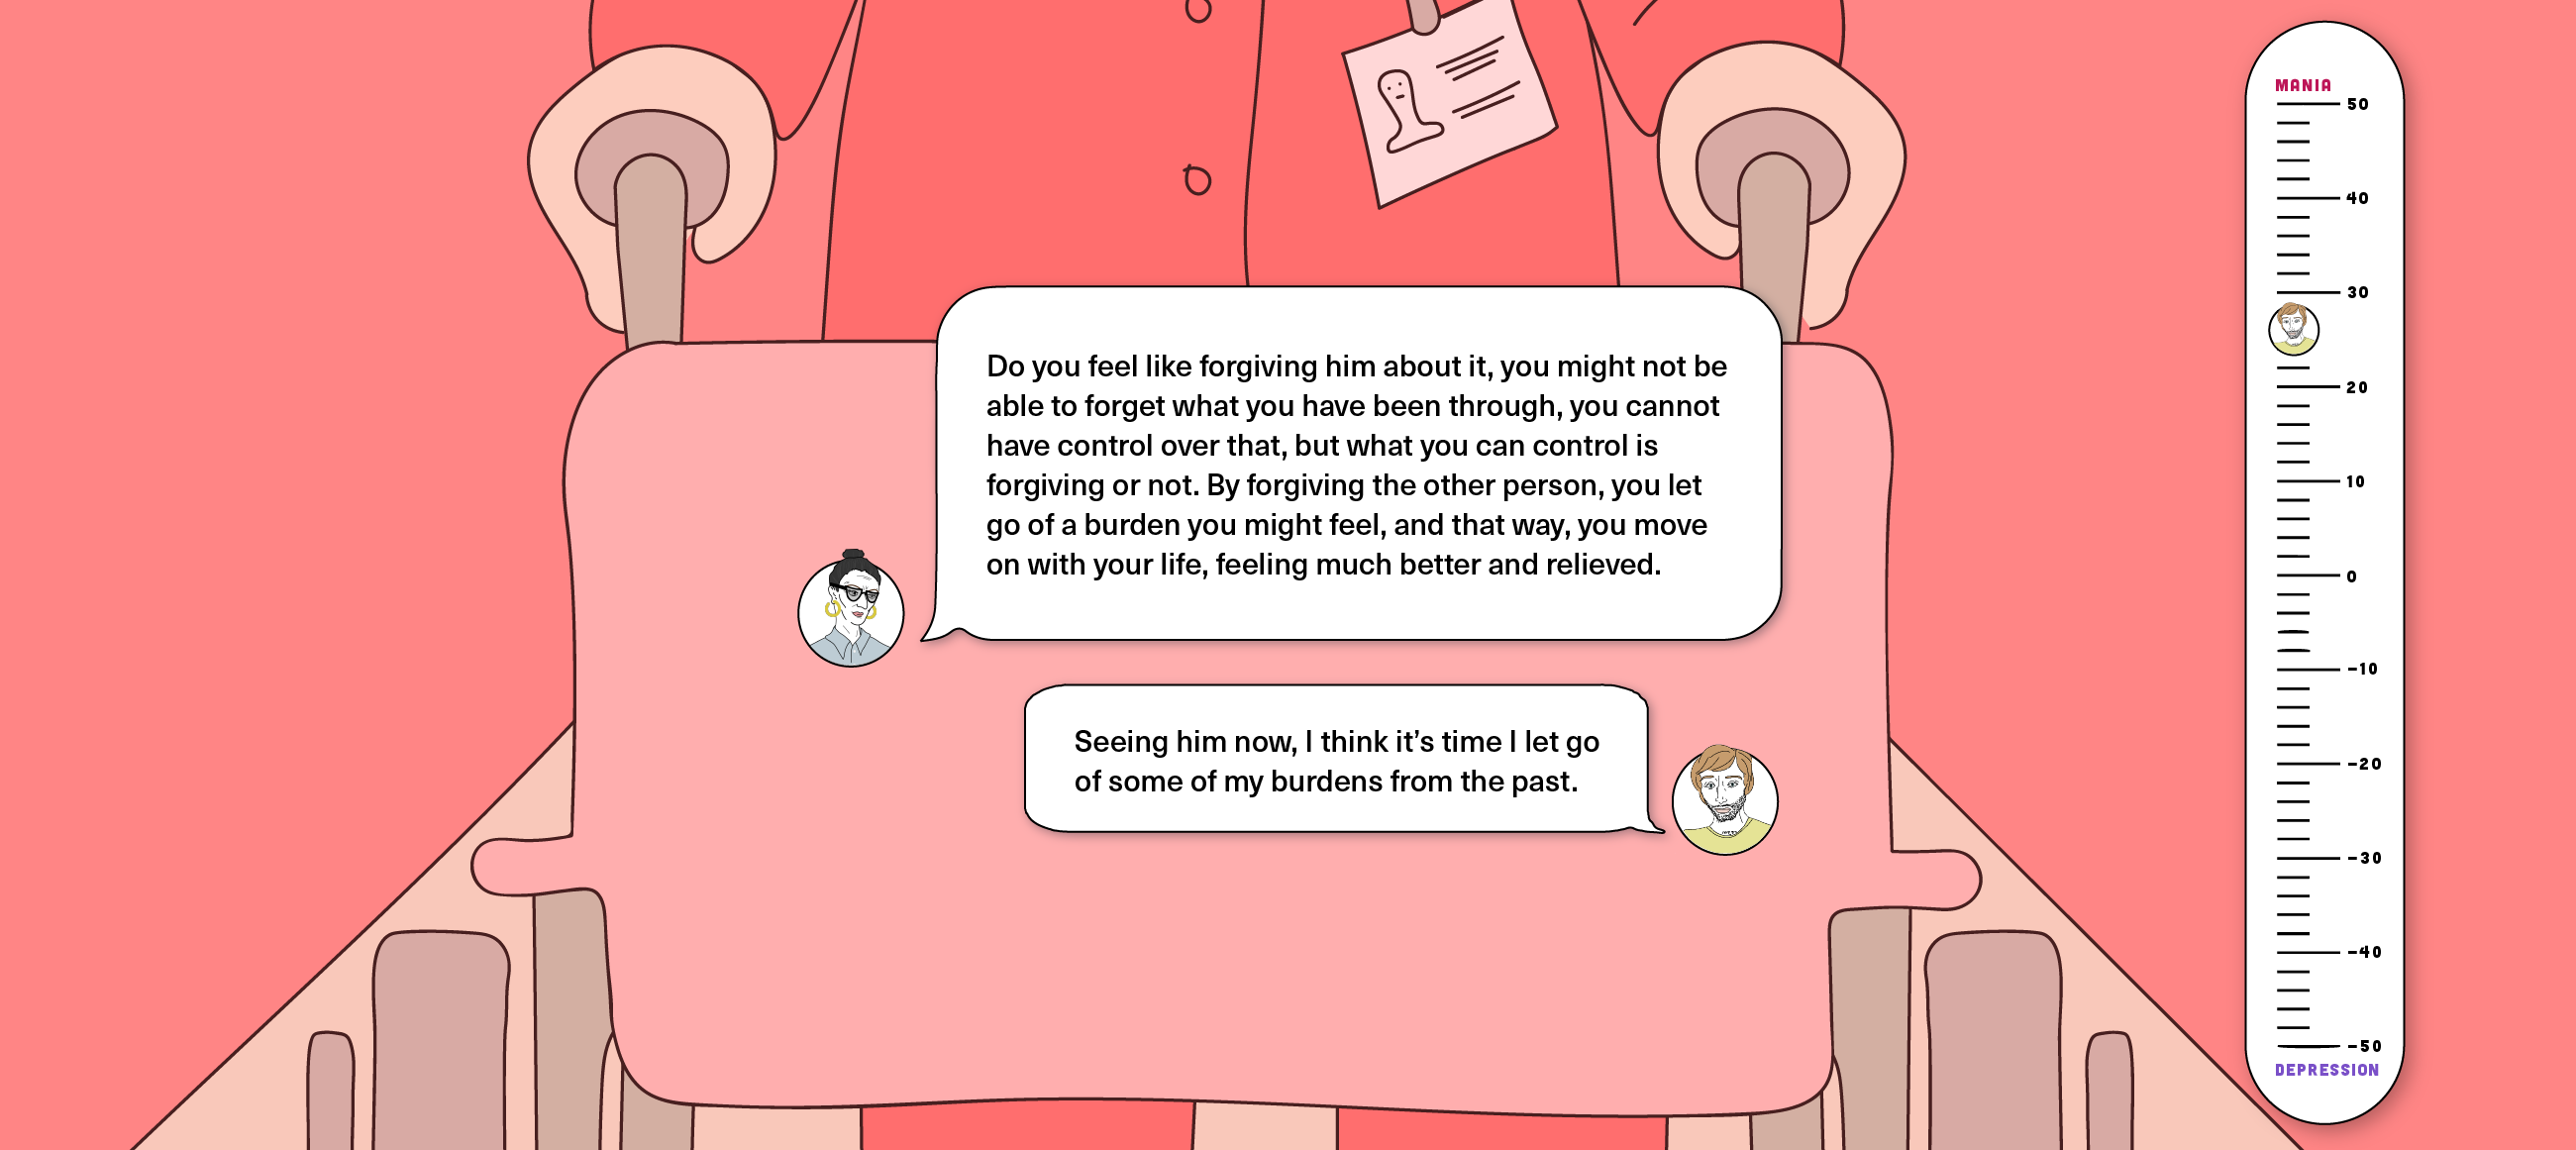 Do you feel like forgiving him about it, you might not be
able to forget what you have been through, you cannot
have control over that, but what you can control is
forgiving or not. By forgiving the other person, you let
go of a burden you might feel, and that way, you move
on with your life, feeling much better and relieved.
Seeing him now, I think it’s time I let go
of some of my burdens from the past.
MANIA
50
40
30
20
10
0
-10
-20
-30
-40
-50
DEPRESSION